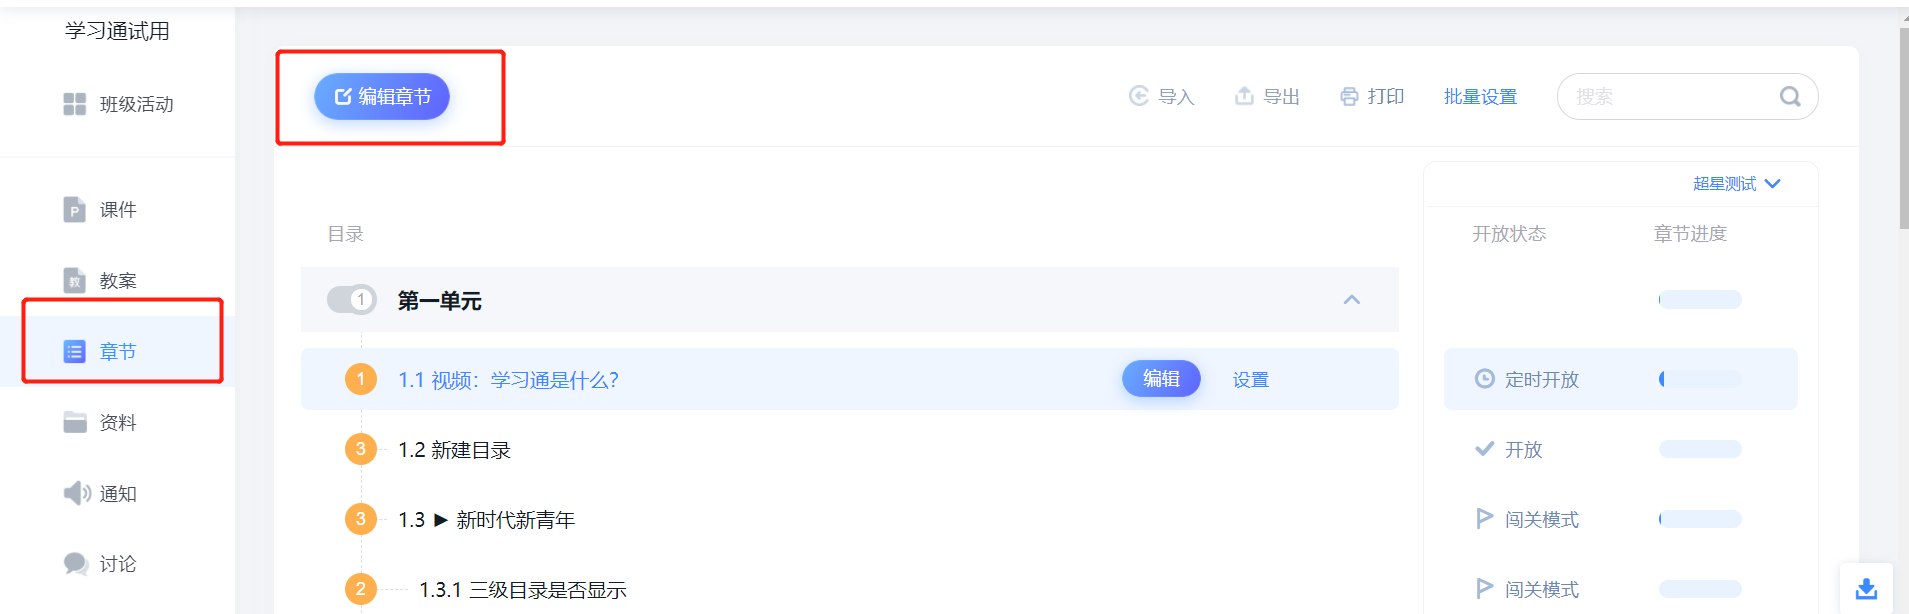 学习通试用
班级活动
课件
教案
章节
资料
通知
讨论
编辑章节
导入
导出
打印
批量设置
搜索
超星测试
目录
开放状态
章节进度
1 第一单元
1 1.1 视频：学习通是什么？
编辑
设置
定时开放
3 1.2 新建目录
开放
3 1.3 ► 新时代新青年
闯关模式
2 1.3.1 三级目录是否显示
闯关模式